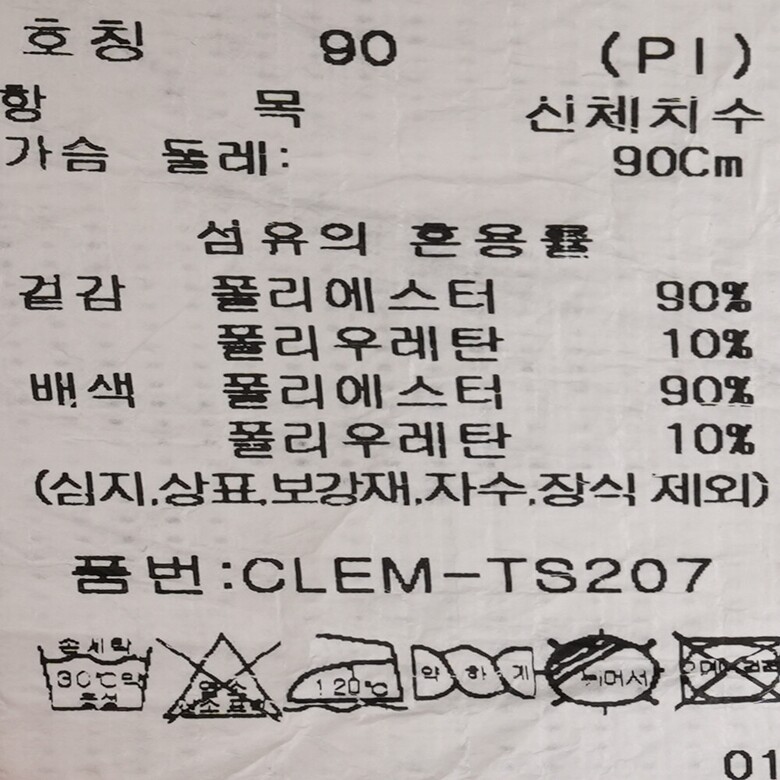 호칭 90 (PI)
항 목 신체치수
가슴 둘레: 90Cm
섬유의 혼용률
겉감 폴리에스터 90%
폴리우레탄 10%
배색 폴리에스터 90%
폴리우레탄 10%
(심지,상표,보강재,자수,장식 제외)
품번:CLEM-TS207
손세탁
30℃약 120℃ 약하게 뉘여서
중성
01